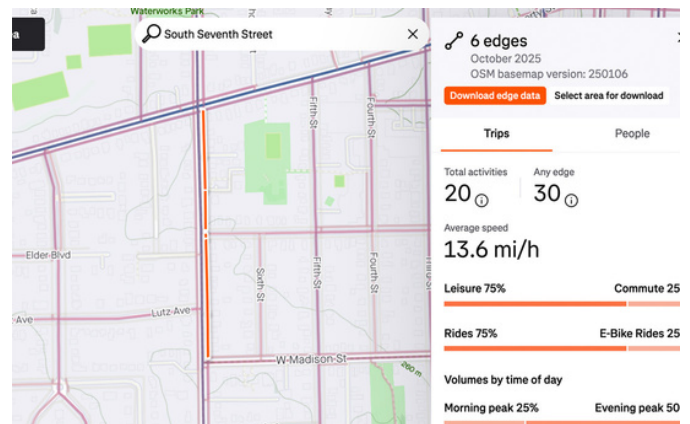 Waterworks Park
a
South Seventh Street
6 edges
October 2025
OSM basemap version: 250106
Download edge data
Select area for download
Trips
People
Total activities
20
Any edge
30
Average speed
13.6 mi/h
Leisure 75%
Commute 25
Rides 75%
E-Bike Rides 25
Volumes by time of day
Morning peak 25%
Evening peak 50
Fifth-St
Fourth-St
Elder Blvd
Sixth-St
Fifth-St
Fourth-St
Lutz Ave
-Ave
W-Madison-St
260 m